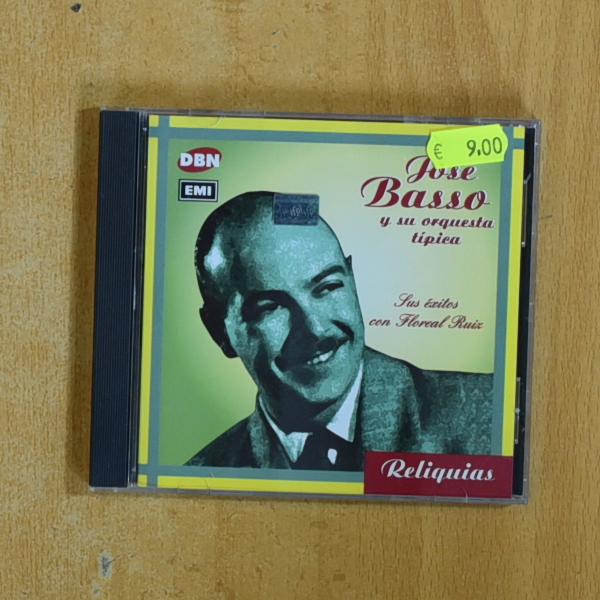 € 9.00
DBN
EMI
José
Basso
y su orquesta
típica
Sus éxitos
con Floreal Ruiz
Reliquias